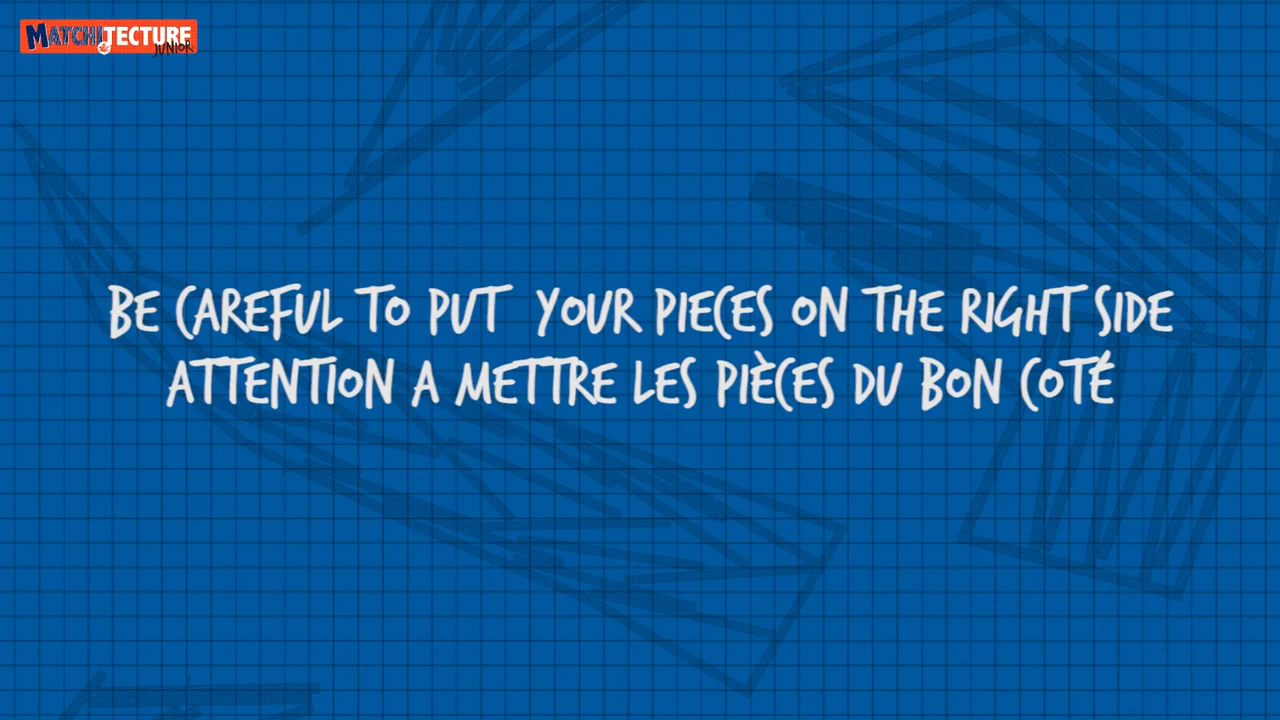 MATCHITECTURE
JUNIOR
BE CAREFUL TO PUT YOUR PIECES ON THE RIGHT SIDE
ATTENTION A METTRE LES PIÈCES DU BON COTÉ